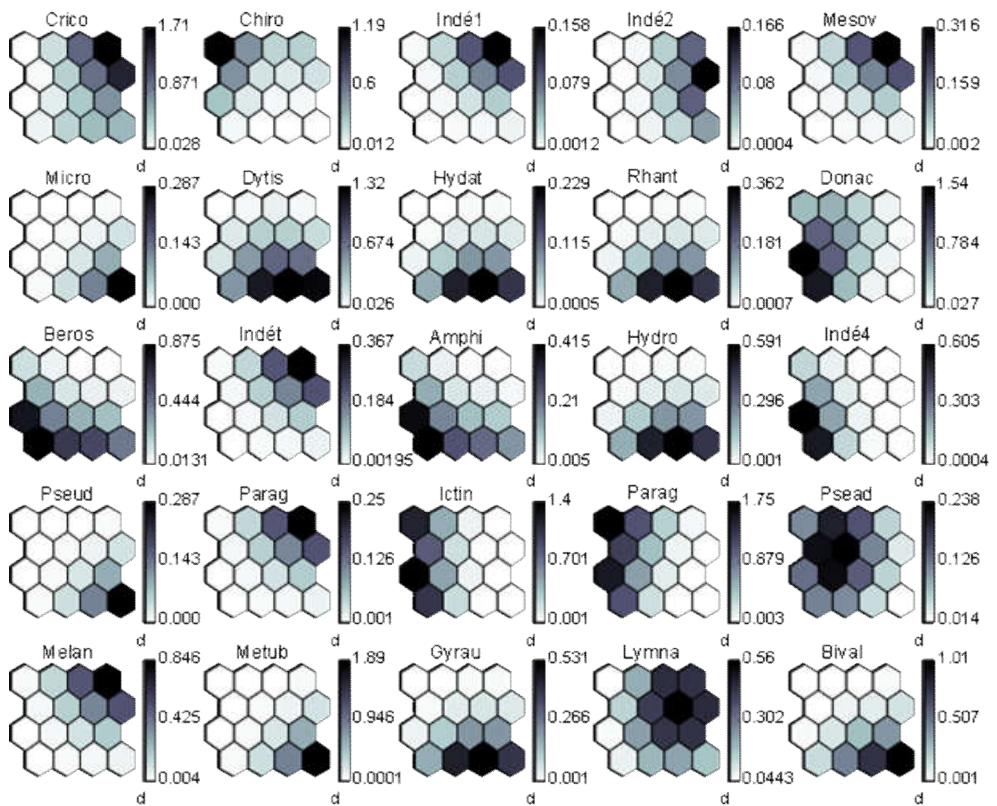 Crico Chiro Indé1 Indé2 Mesov
1.71 1.19 0.158 0.166 0.316
0.871 0.6 0.079 0.08 0.159
0.028 0.012 0.0012 0.0004 0.002
d d d d d
Micro Dytis Hydat Rhant Donac
0.287 1.32 0.229 0.362 1.54
0.143 0.674 0.115 0.181 0.784
0.000 0.026 0.0005 0.0007 0.027
d d d d d
Beros Indét Amphi Hydro Indé4
0.875 0.367 0.415 0.591 0.605
0.444 0.184 0.21 0.296 0.303
0.0131 0.00195 0.005 0.001 0.0004
d d d d d
Pseud Parag Ictin Parag Psead
0.287 0.25 1.4 1.75 0.238
0.143 0.126 0.701 0.879 0.126
0.000 0.001 0.001 0.003 0.014
d d d d d
Melan Metub Gyrau Lymna Bival
0.846 1.89 0.531 0.56 1.01
0.425 0.946 0.266 0.302 0.507
0.004 0.0001 0.001 0.0443 0.001
d d d d d